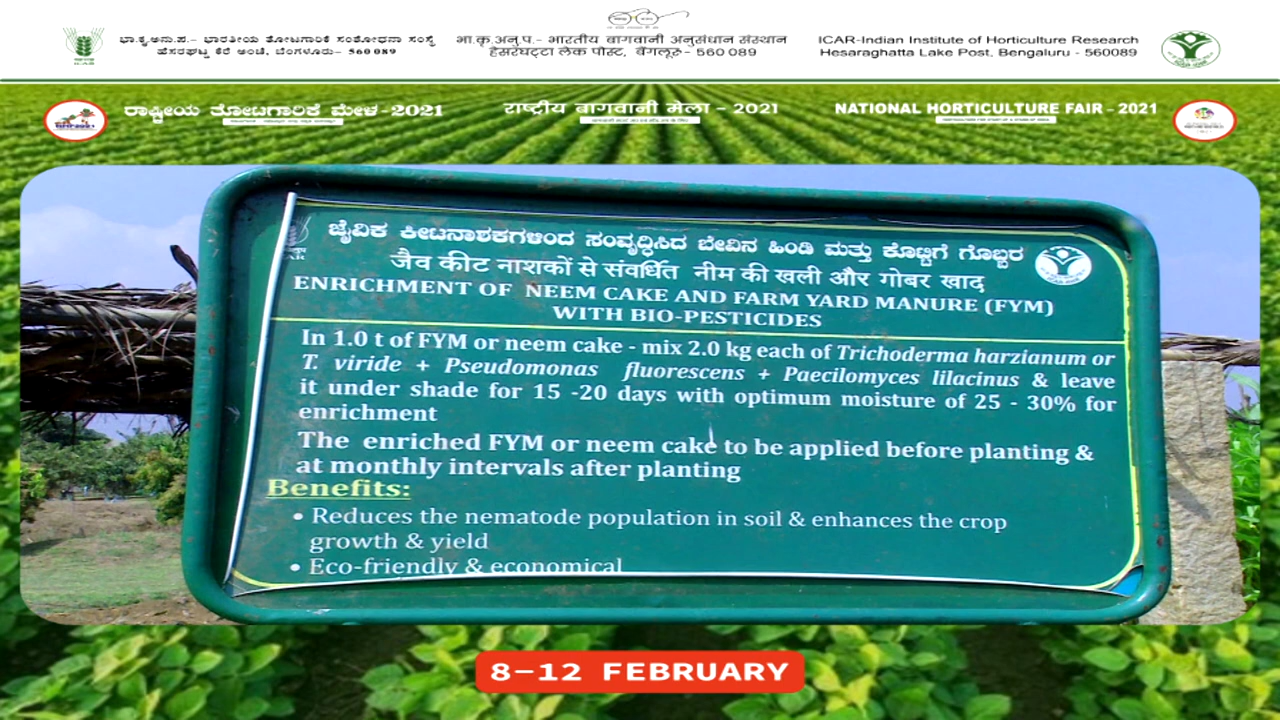 ಭಾ.ಕೃ.ಅನು.ಪ.- ಭಾರತೀಯ ತೋಟಗಾರಿಕೆ ಸಂಶೋಧನಾ ಸಂಸ್ಥೆ
ಹೆಸರಘಟ್ಟ ಕೆರೆ ಅಂಚೆ, ಬೆಂಗಳೂರು- 560 089
भा.कृ.अनु.प.- भारतीय बागवानी अनुसंधान संस्थान
हेसरघट्टा लेक पोस्ट, बेंगलूरू- 560 089
ICAR-Indian Institute of Horticulture Research
Hesaraghatta Lake Post, Bengaluru - 560089
ರಾಷ್ಟ್ರೀಯ ತೋಟಗಾರಿಕೆ ಮೇಳ -2021
राष्ट्रीय बागवानी मेला - 2021
NATIONAL HORTICULTURE FAIR - 2021
ಜೈವಿಕ ಕೀಟನಾಶಕಗಳಿಂದ ಸಂವೃದ್ಧಿಸಿದ ಬೇವಿನ ಹಿಂಡಿ ಮತ್ತು ಕೊಟ್ಟಿಗೆ ಗೊಬ್ಬರ
जैव कीट नाशकों से संवर्धित नीम की खली और गोबर खाद
ENRICHMENT OF NEEM CAKE AND FARM YARD MANURE (FYM)
WITH BIO-PESTICIDES
In 1.0 t of FYM or neem cake - mix 2.0 kg each of Trichoderma harzianum or
T. viride + Pseudomonas fluorescens + Paecilomyces lilacinus & leave
it under shade for 15 -20 days with optimum moisture of 25 - 30% for
enrichment
The enriched FYM or neem cake to be applied before planting &
at monthly intervals after planting
Benefits:
• Reduces the nematode population in soil & enhances the crop
growth & yield
• Eco-friendly & economical
8-12 FEBRUARY